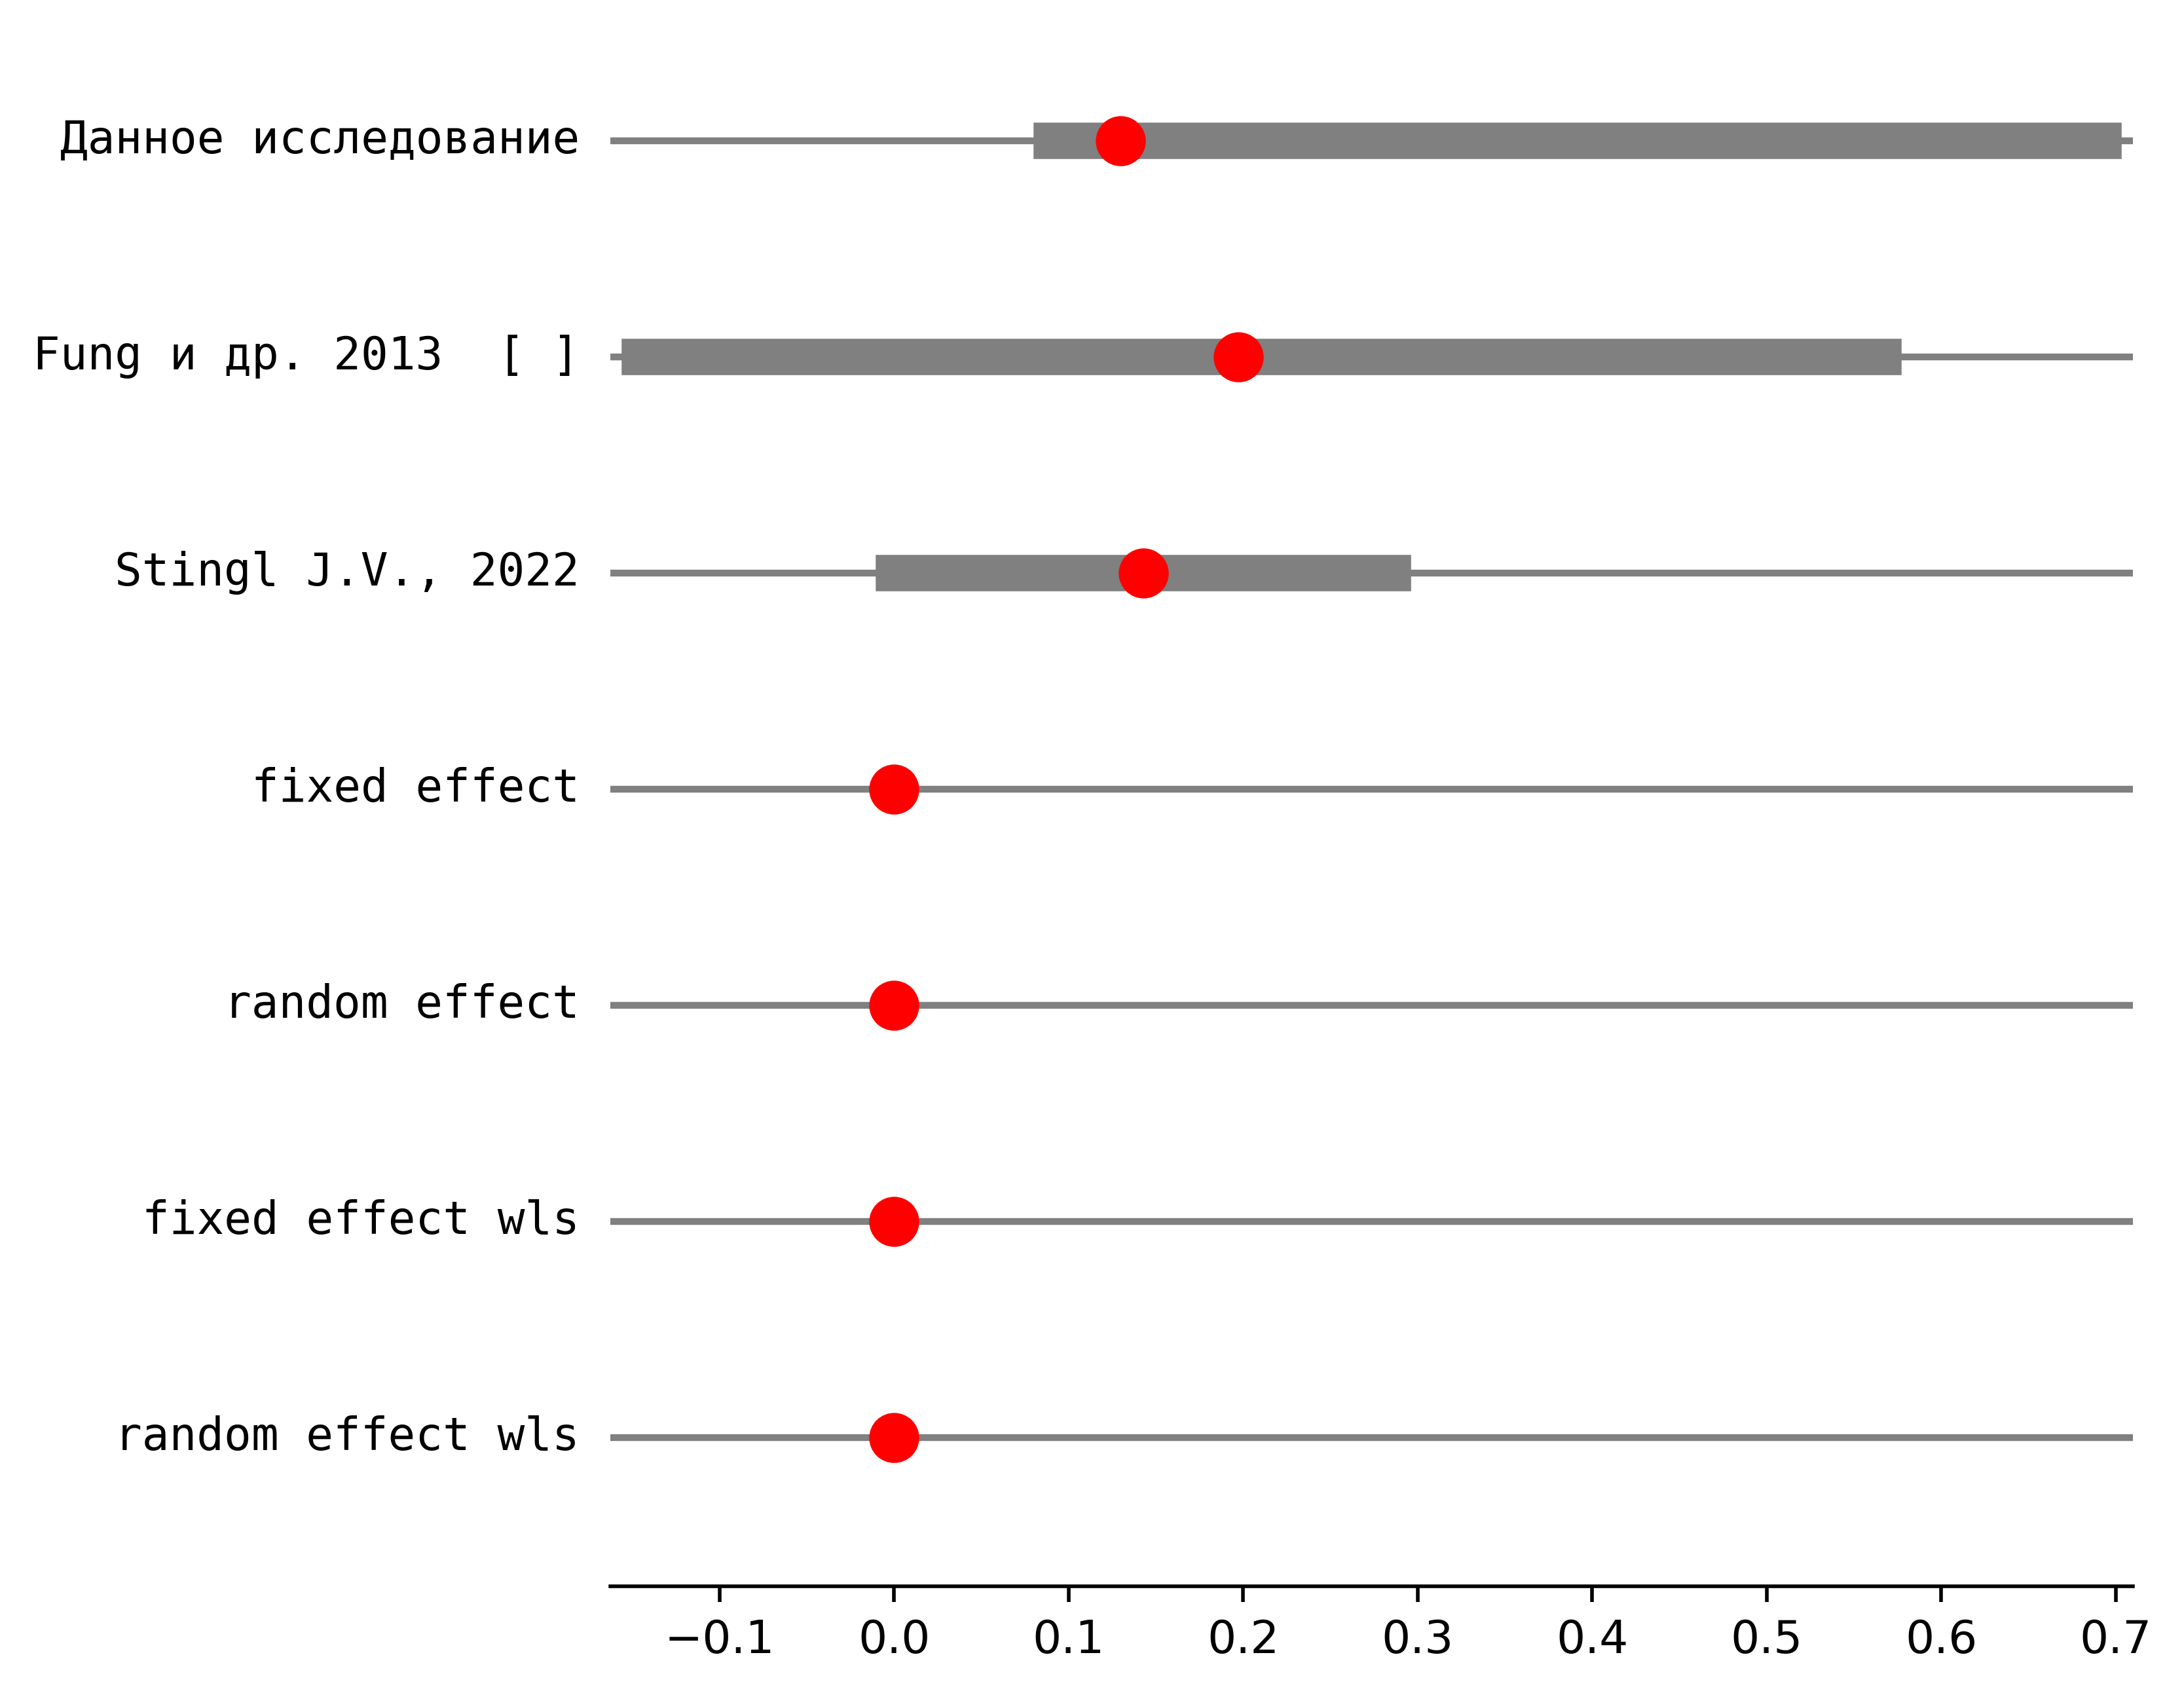 Данное исследование
Fung и др. 2013  [ ]
Stingl J.V., 2022
fixed effect
random effect
fixed effect wls
random effect wls
−0.1 0.0 0.1 0.2 0.3 0.4 0.5 0.6 0.7